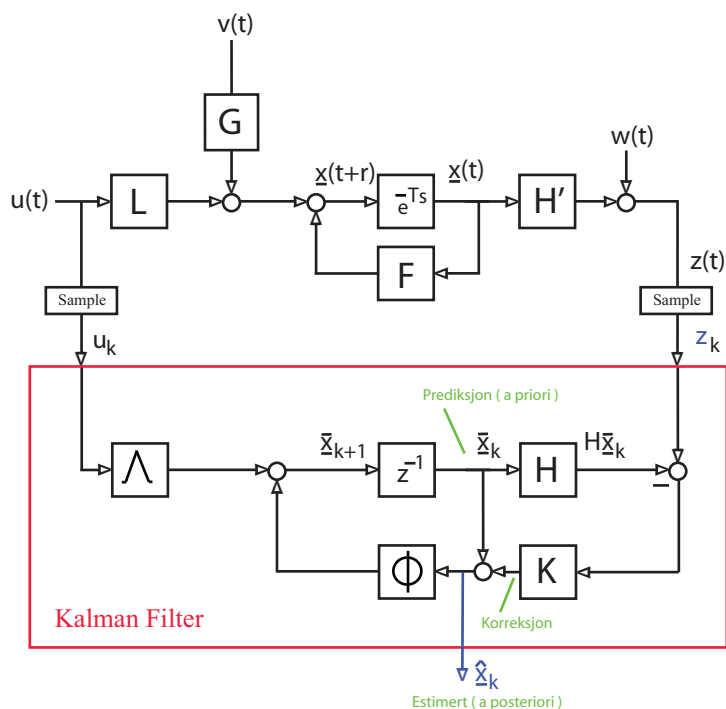 v(t)
G
w(t)
x̲(t+r)
x̲(t)
u(t)
L
e̅Ts
H'
F
z(t)
Sample
Sample
u_k
z_k
Prediksjon ( a priori )
x̲̄_k+1
x̲̄_k
Hx̲̄_k
Λ
z⁻¹
H
−
Φ
K
Korreksjon
Kalman Filter
x̲̂_k
Estimert ( a posteriori )